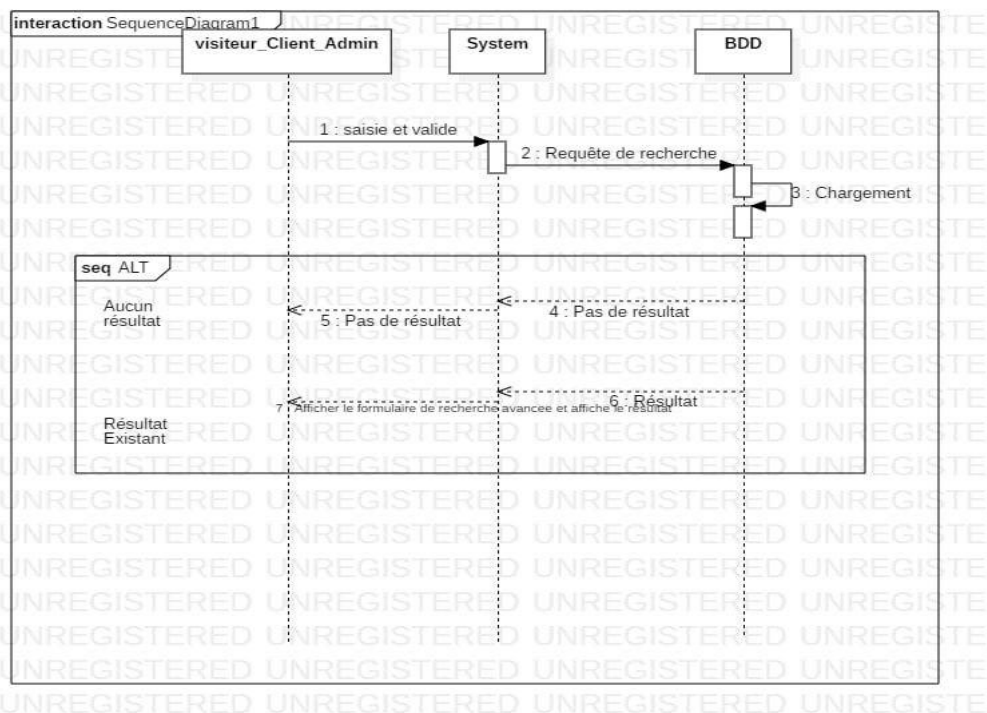 interaction SequenceDiagram1
visiteur_Client_Admin
System
BDD
1 : saisie et valide
2 : Requête de recherche
3 : Chargement
seq ALT
Aucun
résultat
4 : Pas de résultat
5 : Pas de résultat
6 : Résultat
7 : Afficher le formulaire de recherche avancee et affiche le résultat
Résultat
Existant
UNREGISTERED